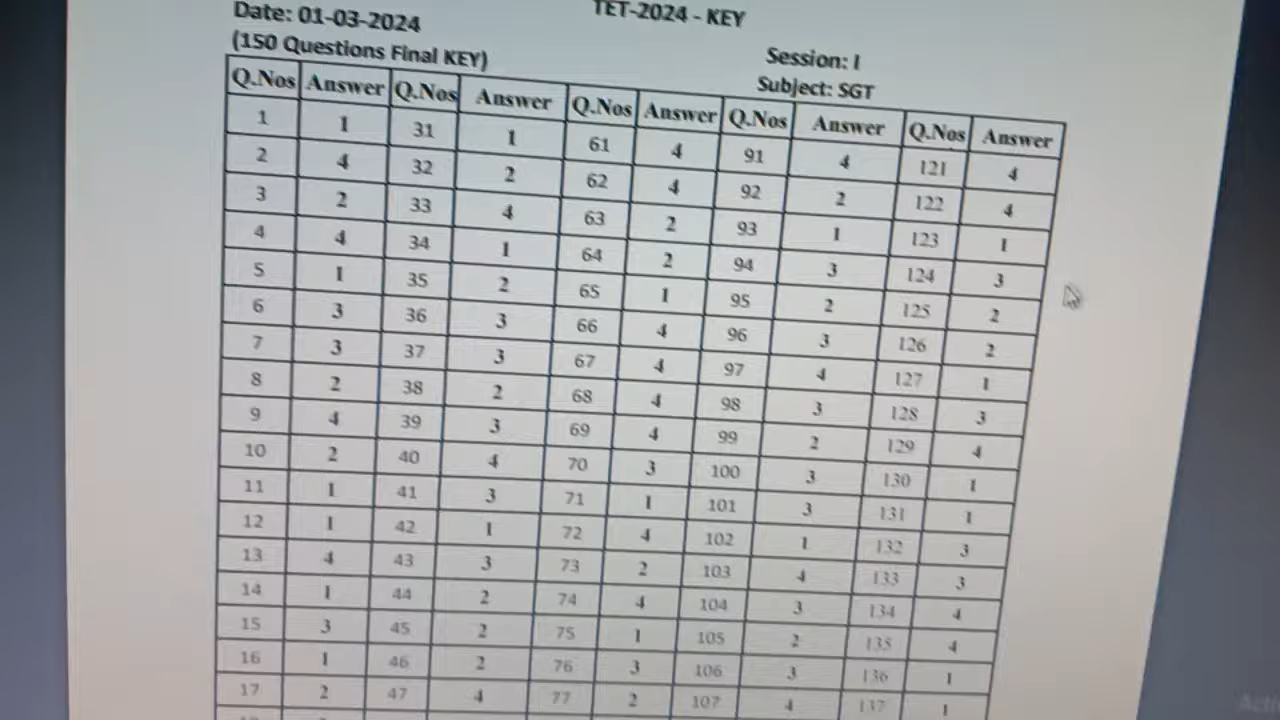 Date: 01-03-2024
TET-2024 - KEY
(150 Questions Final KEY)
Session: I
Subject: SGT
Q.Nos Answer Q.Nos Answer Q.Nos Answer Q.Nos Answer Q.Nos Answer
1 1 31 1 61 4 91 4 121 4
2 4 32 2 62 4 92 2 122 4
3 2 33 4 63 2 93 1 123 1
4 4 34 1 64 2 94 3 124 3
5 1 35 2 65 1 95 2 125 2
6 3 36 3 66 4 96 3 126 2
7 3 37 3 67 4 97 4 127 1
8 2 38 2 68 4 98 3 128 3
9 4 39 3 69 4 99 2 129 4
10 2 40 4 70 3 100 3 130 1
11 1 41 3 71 1 101 3 131 1
12 1 42 1 72 4 102 1 132 3
13 4 43 3 73 2 103 4 133 3
14 1 44 2 74 4 104 3 134 4
15 3 45 2 75 1 105 2 135 4
16 1 46 2 76 3 106 3 136 1
17 2 47 4 77 2 107 4 137 1